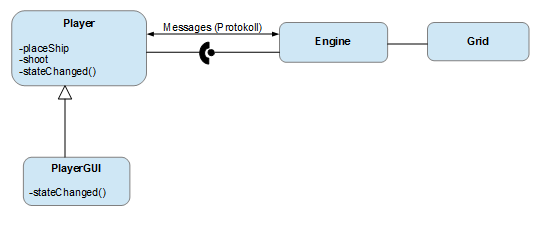 Player
-placeShip
-shoot
-stateChanged()
Messages (Protokoll)
Engine
Grid
PlayerGUI
-stateChanged()